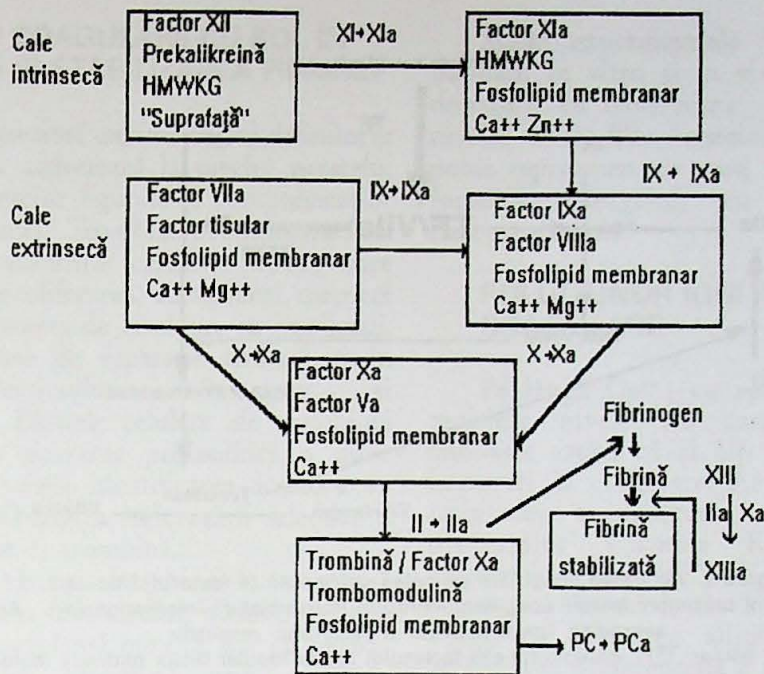 Cale
intrinsecă
Factor XII
Prekalikreină
HMWKG
"Suprafaţă"
XI→XIa
Factor XIa
HMWKG
Fosfolipid membranar
Ca++ Zn++
IX → IXa
Cale
extrinsecă
Factor VIIa
Factor tisular
Fosfolipid membranar
Ca++ Mg++
IX→IXa
Factor IXa
Factor VIIIa
Fosfolipid membranar
Ca++ Mg++
X→Xa
X→Xa
Factor Xa
Factor Va
Fosfolipid membranar
Ca++
II → IIa
Fibrinogen
Fibrină
Fibrină
stabilizată
XIII
IIa Xa
XIIIa
Trombină / Factor Xa
Trombomodulină
Fosfolipid membranar
Ca++
PC→PCa